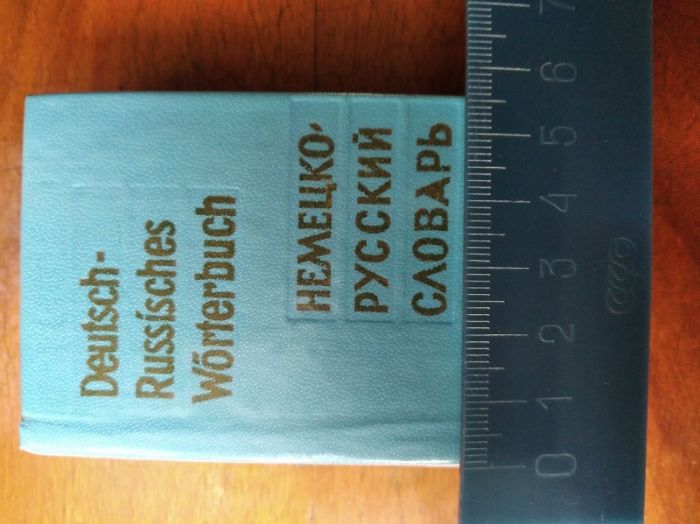 Deutsch-
Russisches
Wörterbuch
НЕМЕЦКО-
РУССКИЙ
СЛОВАРЬ
0 1 2 3 4 5 6 7